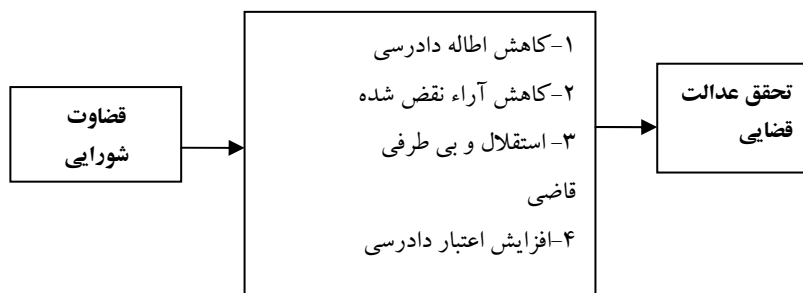 قضاوت
شورایی
۱-کاهش اطاله دادرسی
۲-کاهش آراء نقض شده
۳- استقلال و بی طرفی
قاضی
۴-افزایش اعتبار دادرسی
تحقق عدالت
قضایی